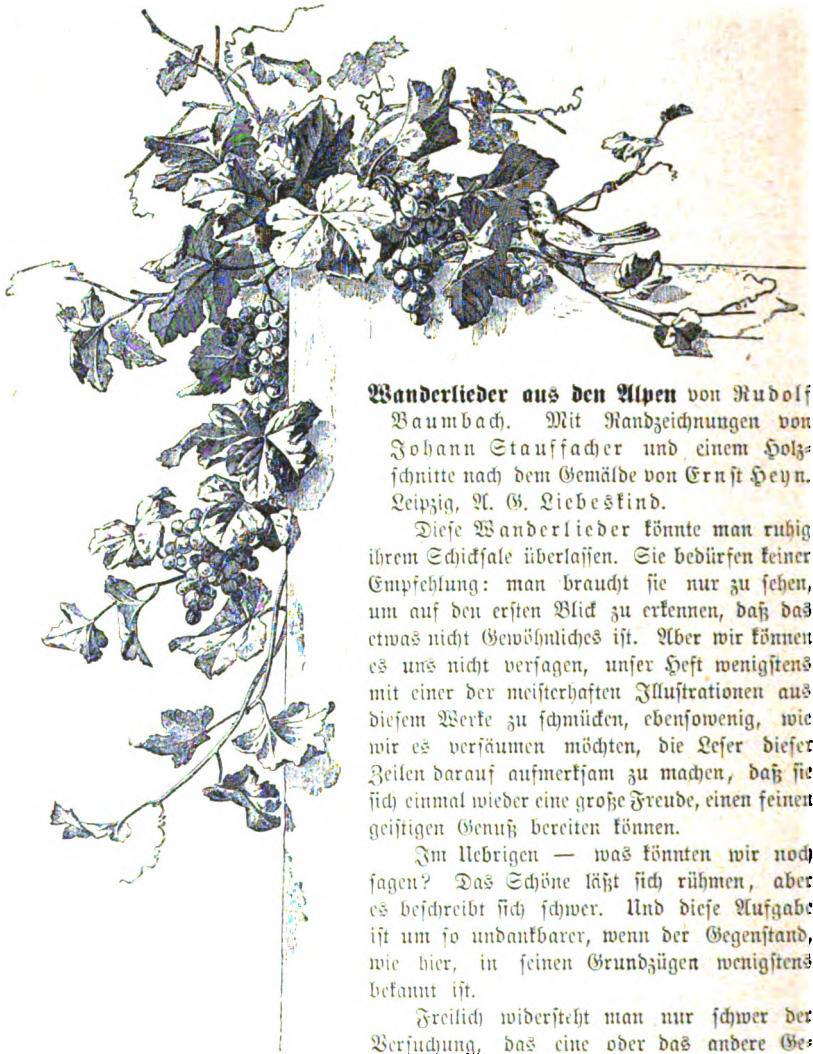 Wanderlieder aus den Alpen von Rudolf
Baumbach. Mit Randzeichnungen von
Johann Stauffacher und einem Holz-
schnitte nach dem Gemälde von Ernst Heyn.
Leipzig, A. G. Liebeskind.
Diese Wanderlieder könnte man ruhig
ihrem Schicksale überlassen. Sie bedürfen keiner
Empfehlung: man braucht sie nur zu sehen,
um auf den ersten Blick zu erkennen, daß das
etwas nicht Gewöhnliches ist. Aber wir können
es uns nicht versagen, unser Heft wenigstens
mit einer der meisterhaften Illustrationen aus
diesem Werke zu schmücken, ebensowenig, wie
wir es versäumen möchten, die Leser dieser
Zeilen darauf aufmerksam zu machen, daß sie
sich einmal wieder eine große Freude, einen feinen
geistigen Genuß bereiten können.
Im Uebrigen — was könnten wir noch
sagen? Das Schöne läßt sich rühmen, aber
es beschreibt sich schwer. Und diese Aufgabe
ist um so undankbarer, wenn der Gegenstand,
wie hier, in seinen Grundzügen wenigstens
bekannt ist.
Freilich widersteht man nur schwer der
Versuchung, das eine oder das andere Ge-